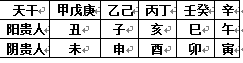 天干 甲戊庚 乙己 丙丁 壬癸 辛
阳贵人 丑 子 亥 巳 午
阴贵人 未 申 酉 卯 寅